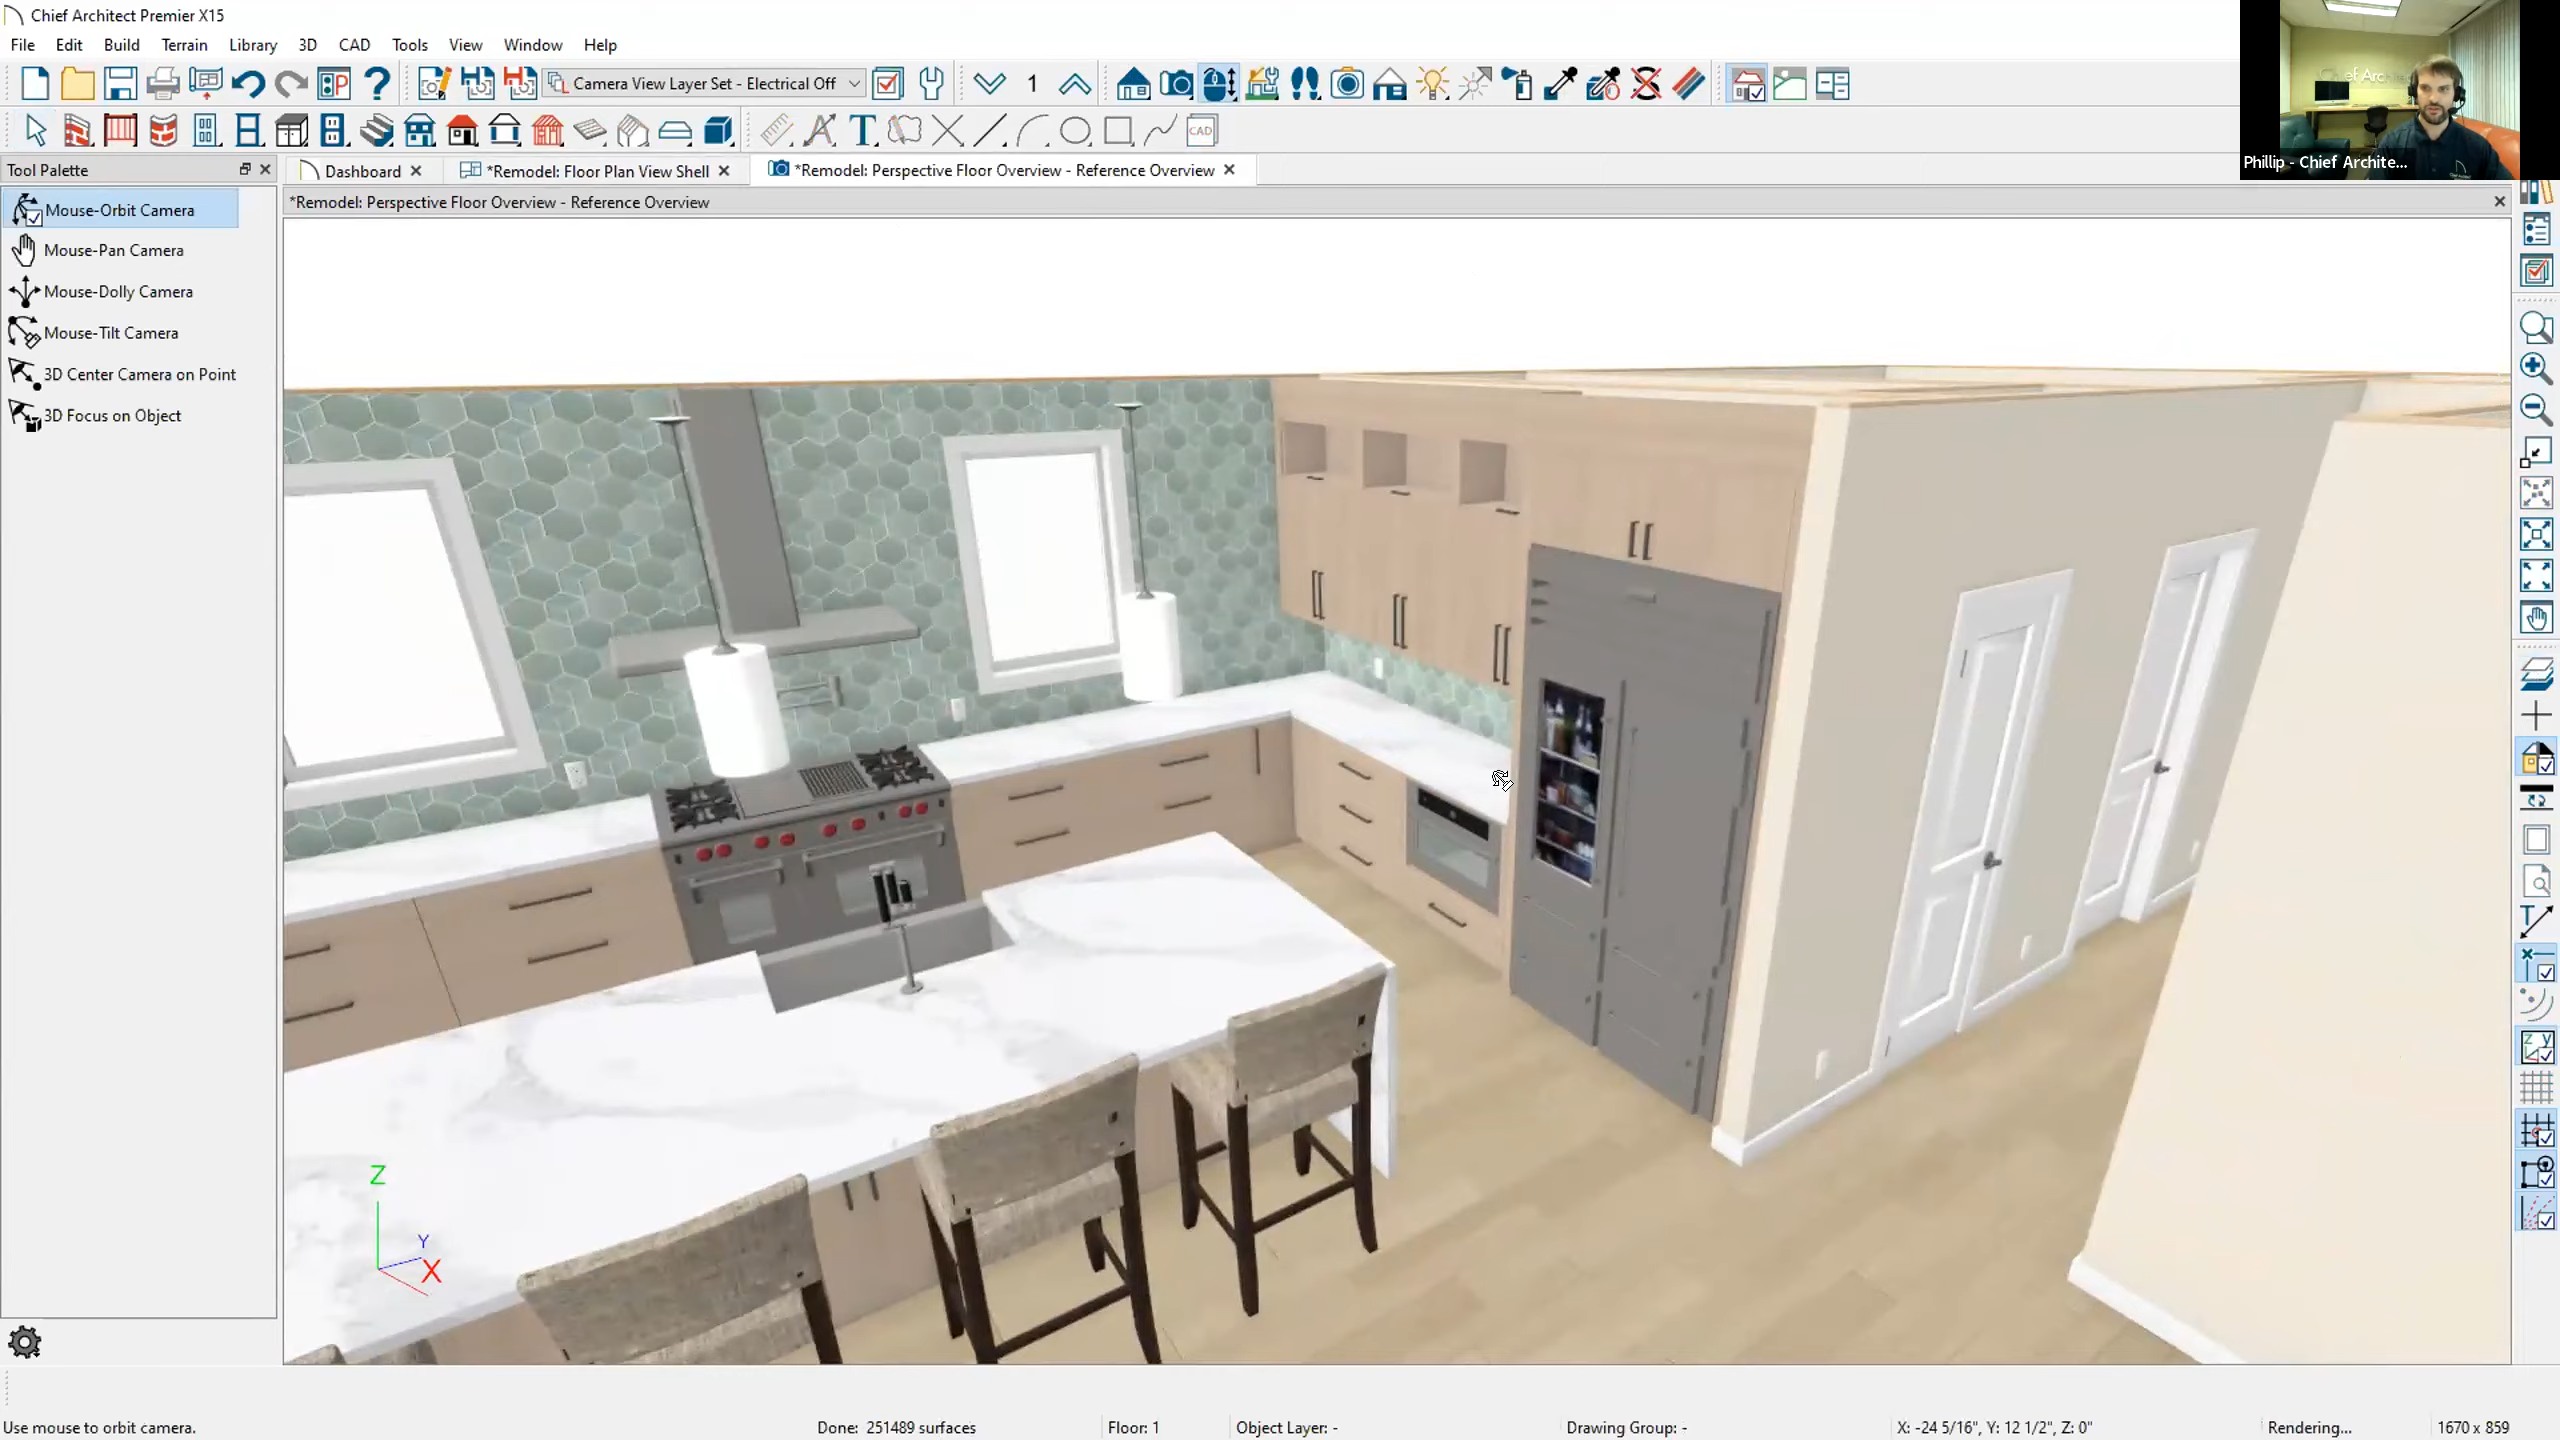 Chief Architect Premier X15
File Edit Build Terrain Library 3D CAD Tools View Window Help
Camera View Layer Set - Electrical Off
1
T
CAD
Phillip - Chief Archite...
Tool Palette
Dashboard
*Remodel: Floor Plan View Shell
*Remodel: Perspective Floor Overview - Reference Overview
*Remodel: Perspective Floor Overview - Reference Overview
Mouse-Orbit Camera
Mouse-Pan Camera
Mouse-Dolly Camera
Mouse-Tilt Camera
3D Center Camera on Point
3D Focus on Object
Z
Y
X
Use mouse to orbit camera.
Done: 251489 surfaces
Floor: 1
Object Layer: -
Drawing Group: -
X: -24 5/16", Y: 12 1/2", Z: 0"
Rendering...
1670 x 859